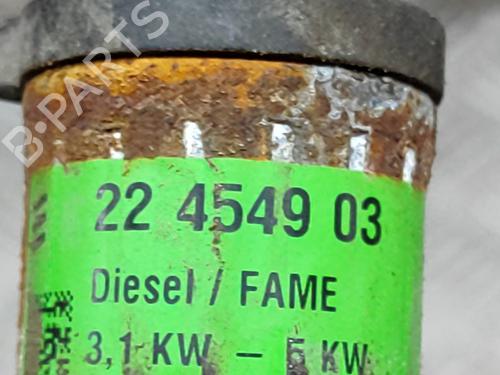 B-PARTS
22 4549 03
Diesel / FAME
3,1 KW – 5 KW